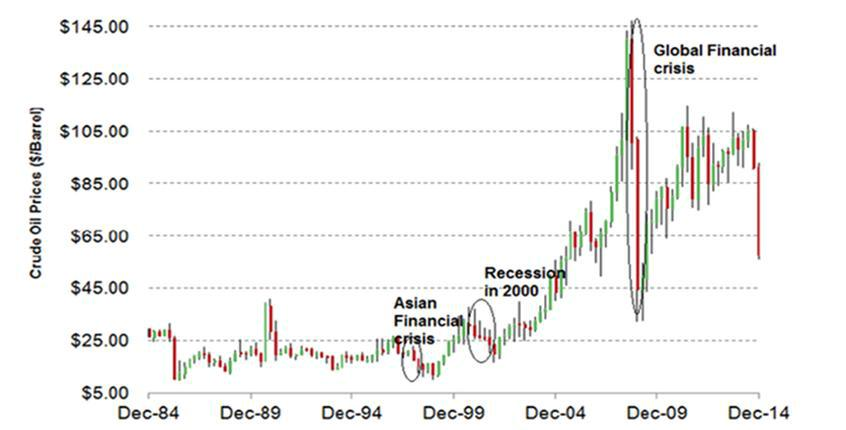 $145.00
Global Financial
crisis
$125.00
$105.00
$85.00
$65.00
$45.00
$25.00
$5.00
Crude Oil Prices ($/Barrel)
Recession
in 2000
Asian
Financial
crisis
Dec-84
Dec-89
Dec-94
Dec-99
Dec-04
Dec-09
Dec-14